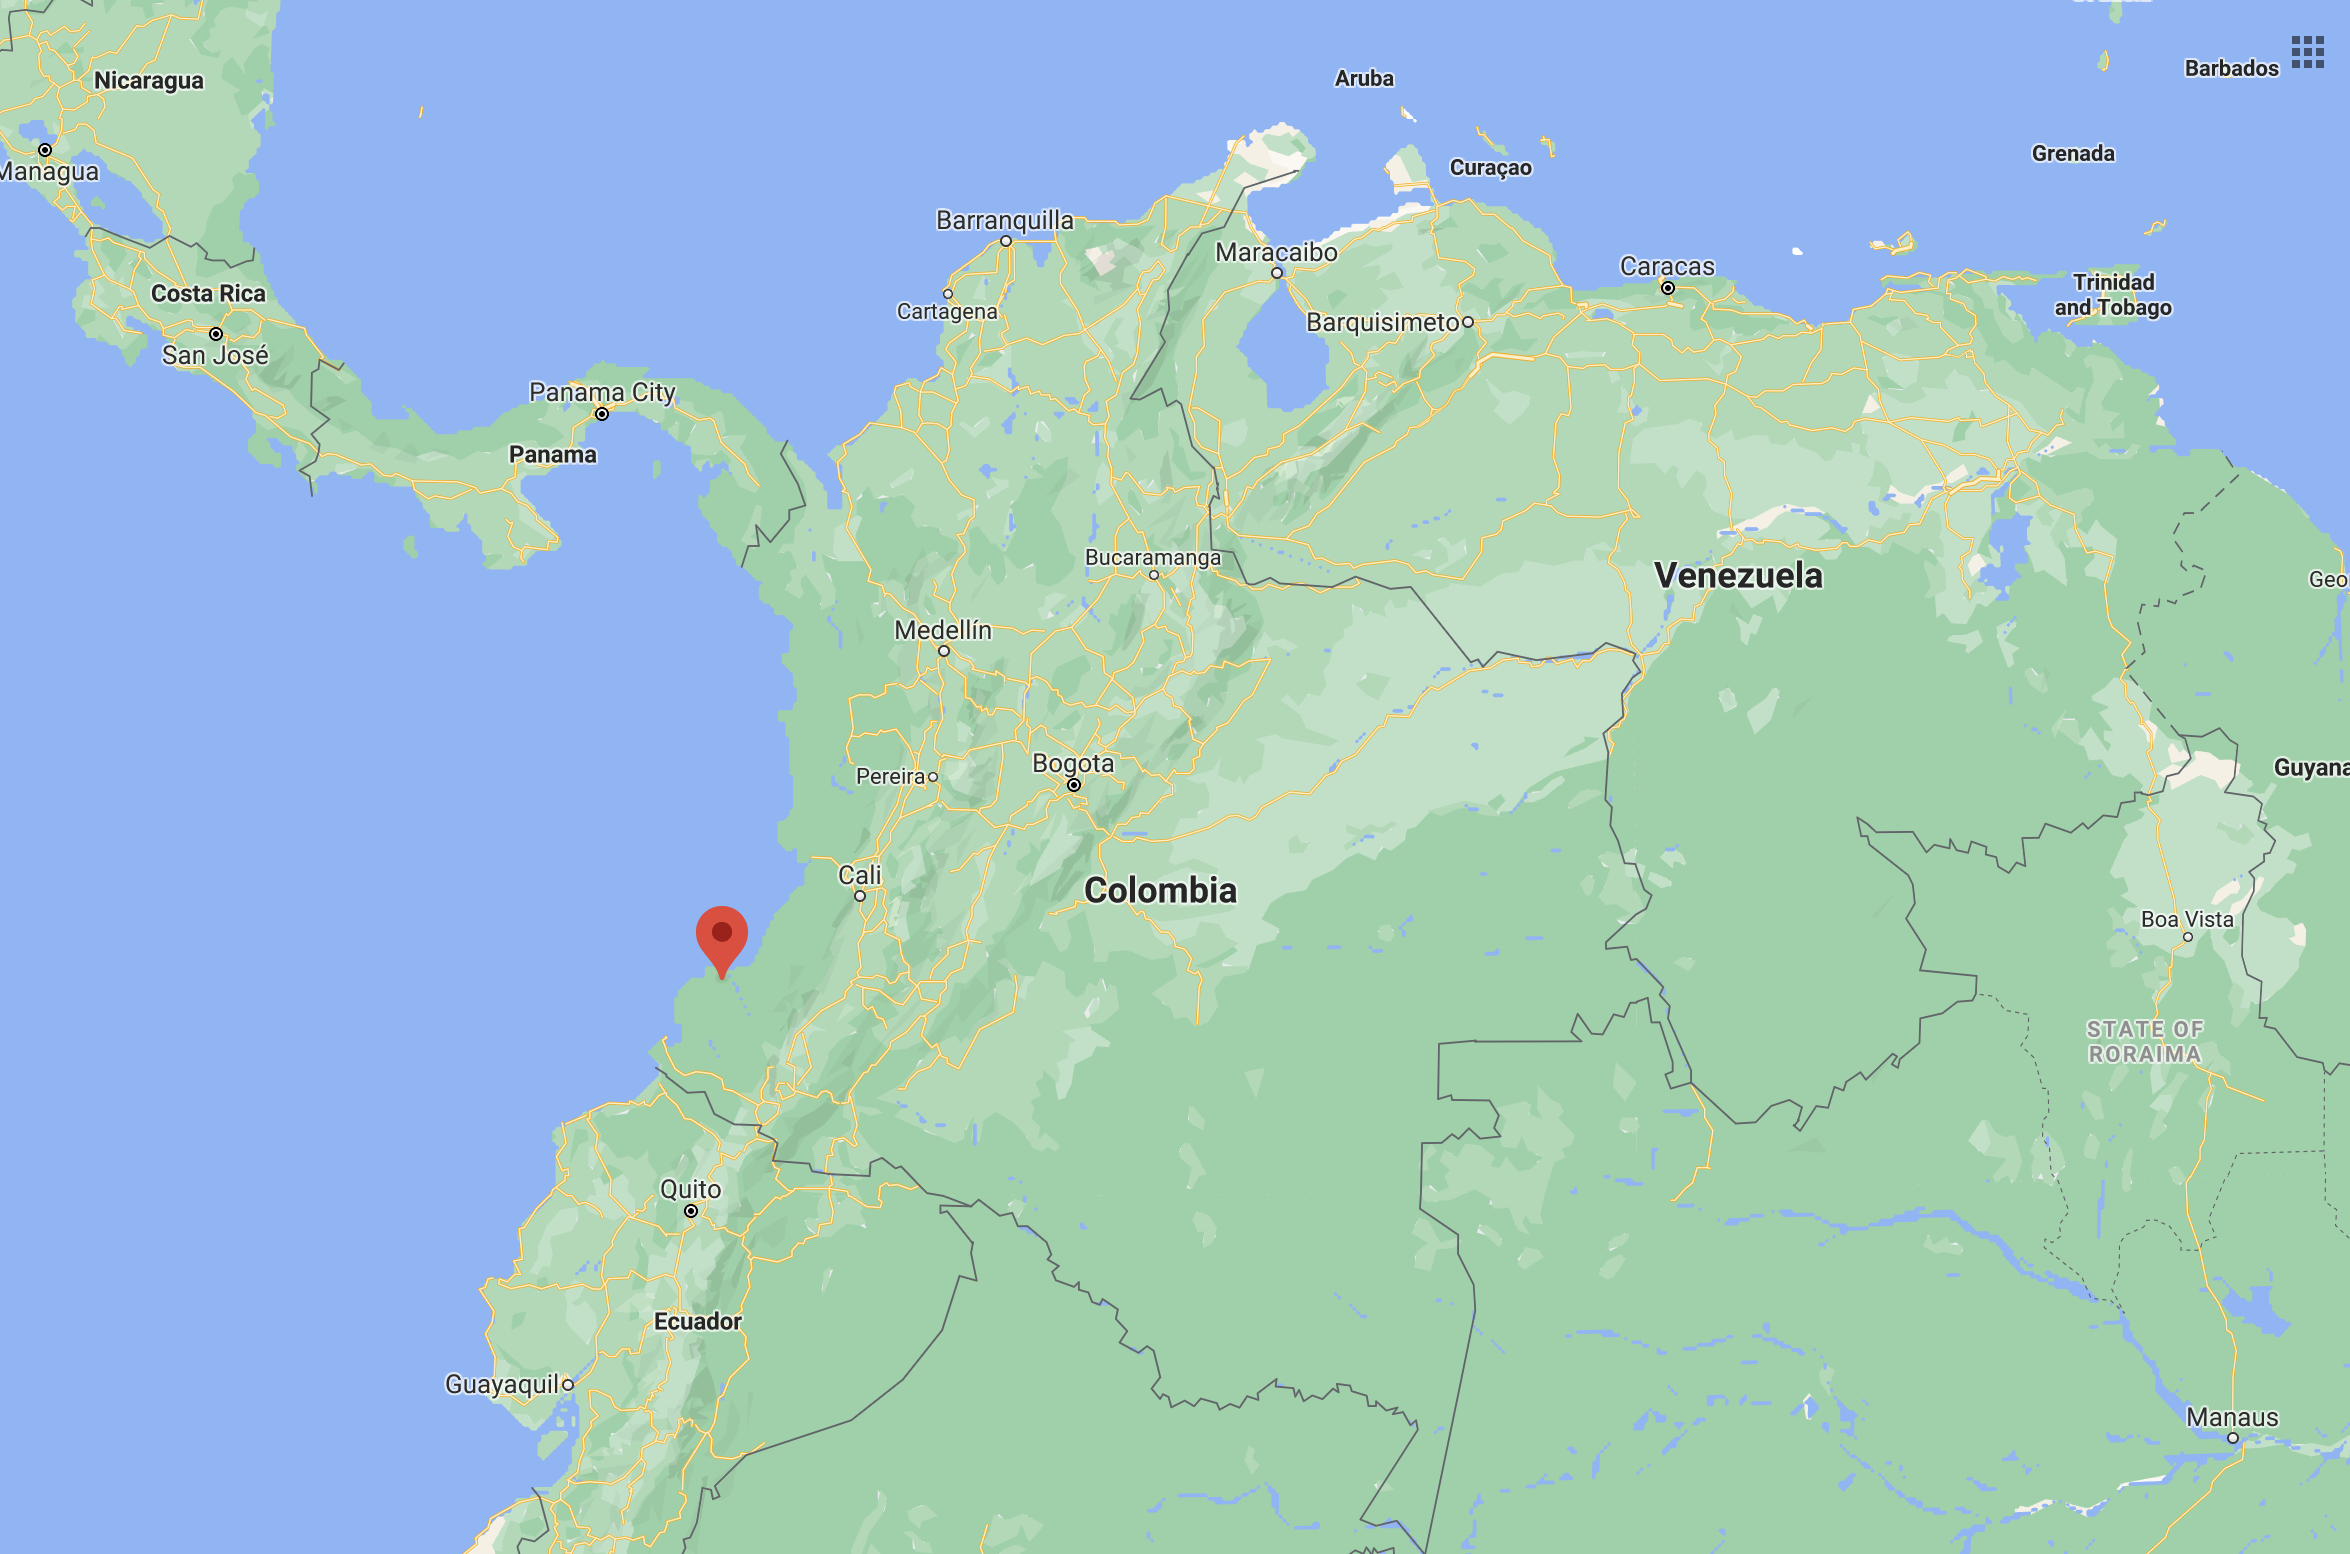 Nicaragua
Managua
Costa Rica
San José
Panama City
Panama
Aruba
Curaçao
Barbados
Grenada
Trinidad
and Tobago
Barranquilla
Cartagena
Maracaibo
Barquisimeto
Caracas
Bucaramanga
Medellín
Venezuela
Geo
Pereira
Bogota
Guyana
Cali
Colombia
Boa Vista
STATE OF
RORAIMA
Quito
Ecuador
Guayaquil
Manaus